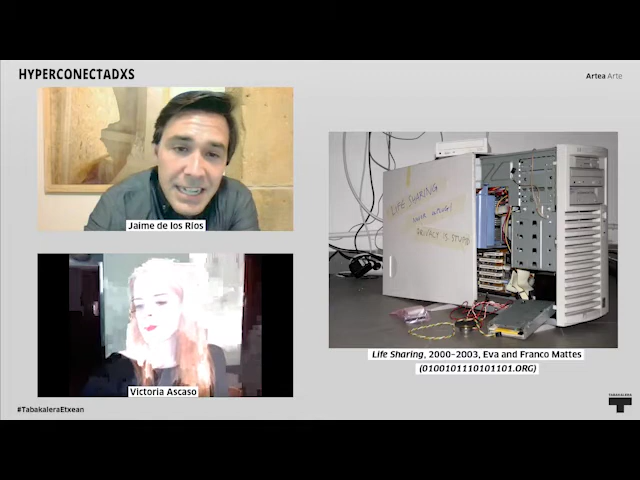 HYPERCONECTADXS
Artea Arte
Jaime de los Ríos
LIFE SHARING
PRIVACY IS STUPID
Life Sharing, 2000-2003, Eva and Franco Mattes
(0100101110101101.ORG)
Victoria Ascaso
#TabakaleraEtxean
TABAKALERA